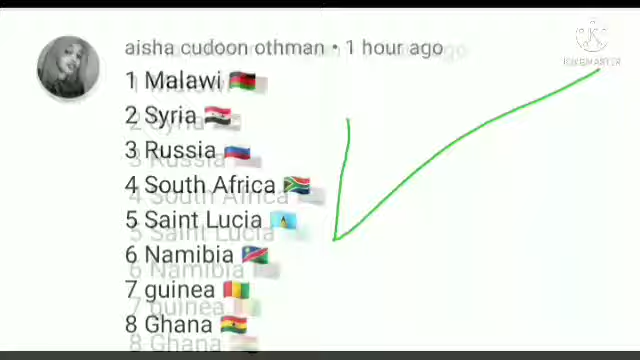 aisha cudoon othman • 1 hour ago
KINEMASTER
1 Malawi 🇲🇼
2 Syria 🇸🇾
3 Russia 🇷🇺
4 South Africa 🇿🇦
5 Saint Lucia 🇱🇨
6 Namibia 🇳🇦
7 guinea 🇬🇳
8 Ghana 🇬🇭